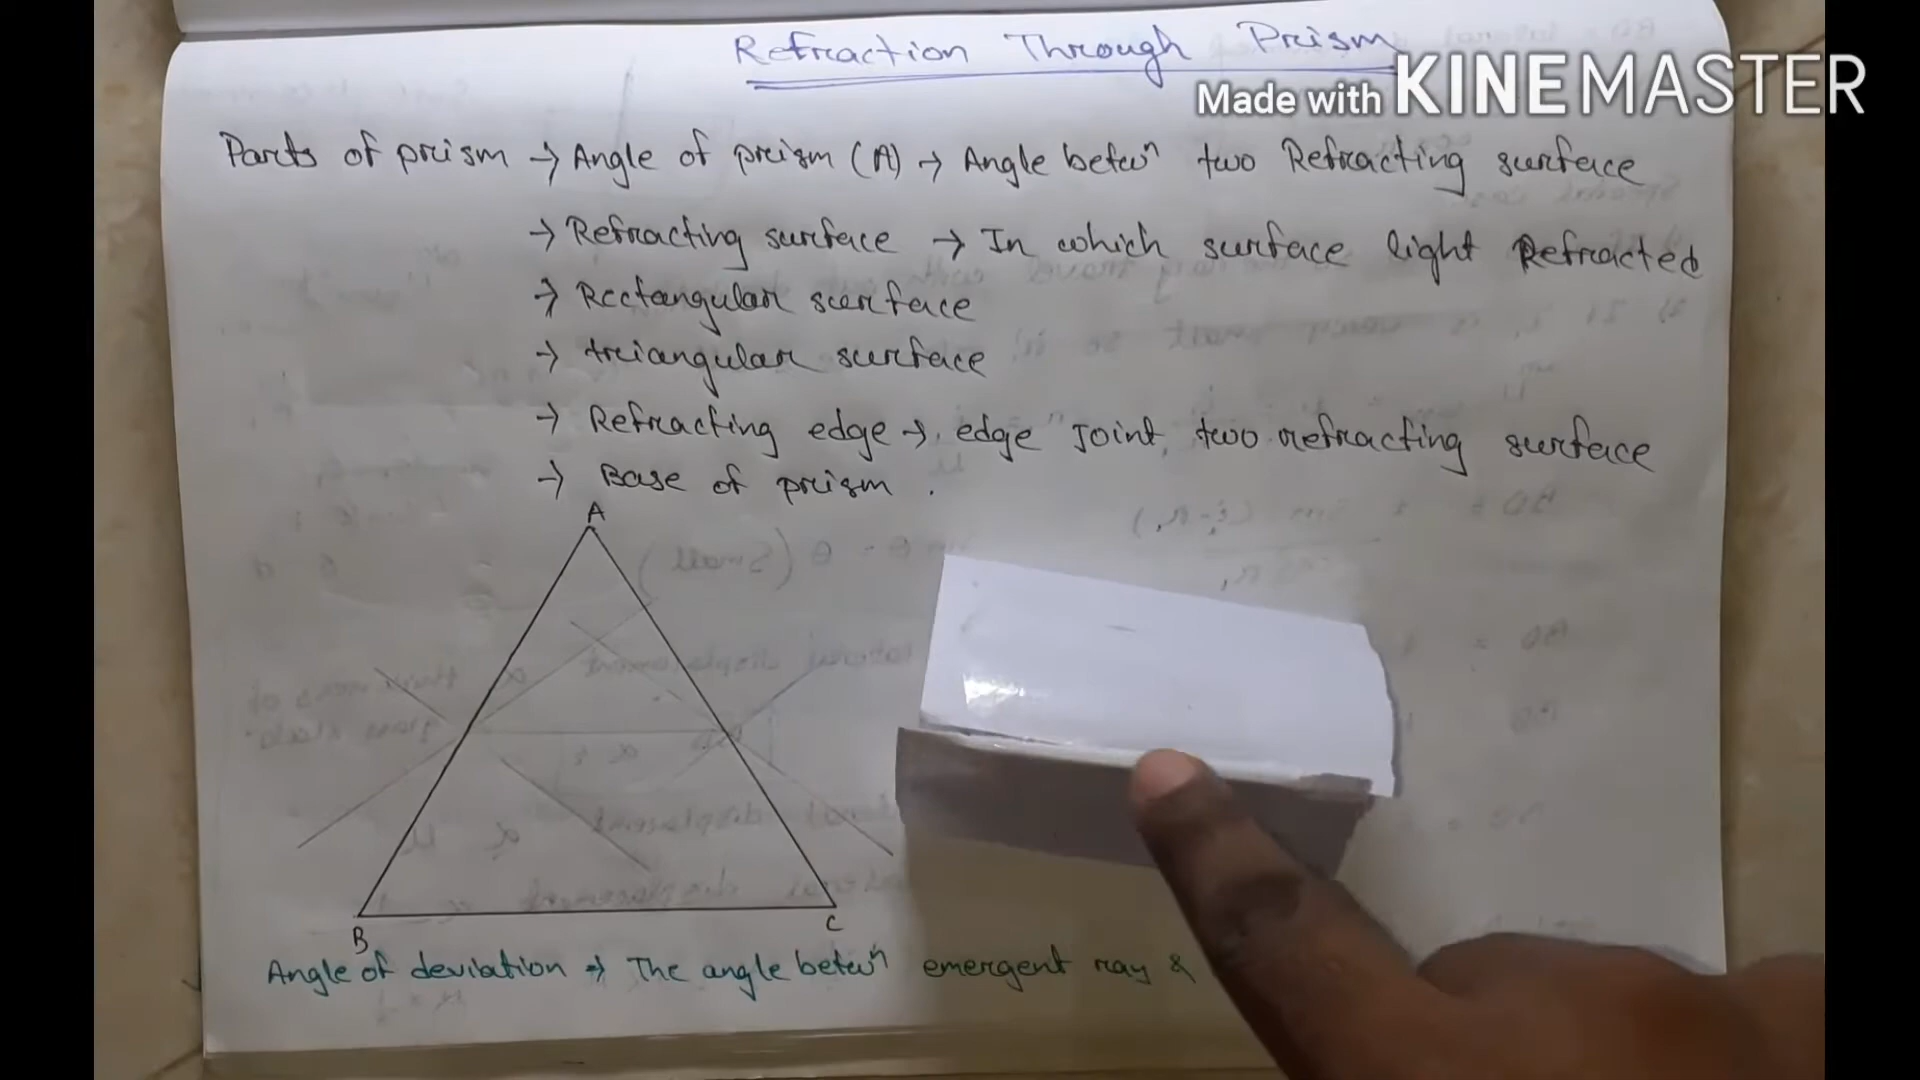 Refraction Through Prism
Made with KINEMASTER
Parts of prism → Angle of prism (A) → Angle betwⁿ two Refracting surface
→ Refracting surface → In which surface light Refracted
→ Rectangular surface
→ triangular surface
→ Refracting edge → edge Joint two refracting surface
→ Base of prism .
A
B
C
Angle of deviation → The angle betwⁿ emergent ray &